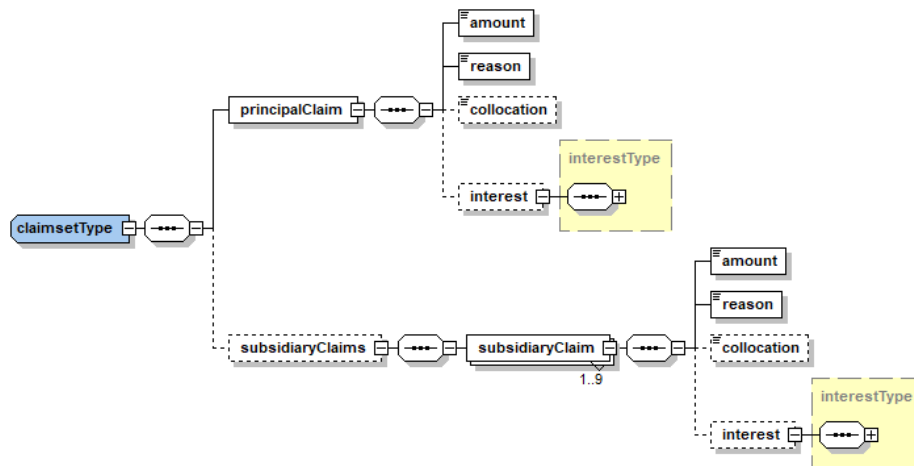 amount
reason
principalClaim
collocation
interestType
interest
claimsetType
amount
reason
subsidiaryClaims
subsidiaryClaim
collocation
1..9
interestType
interest